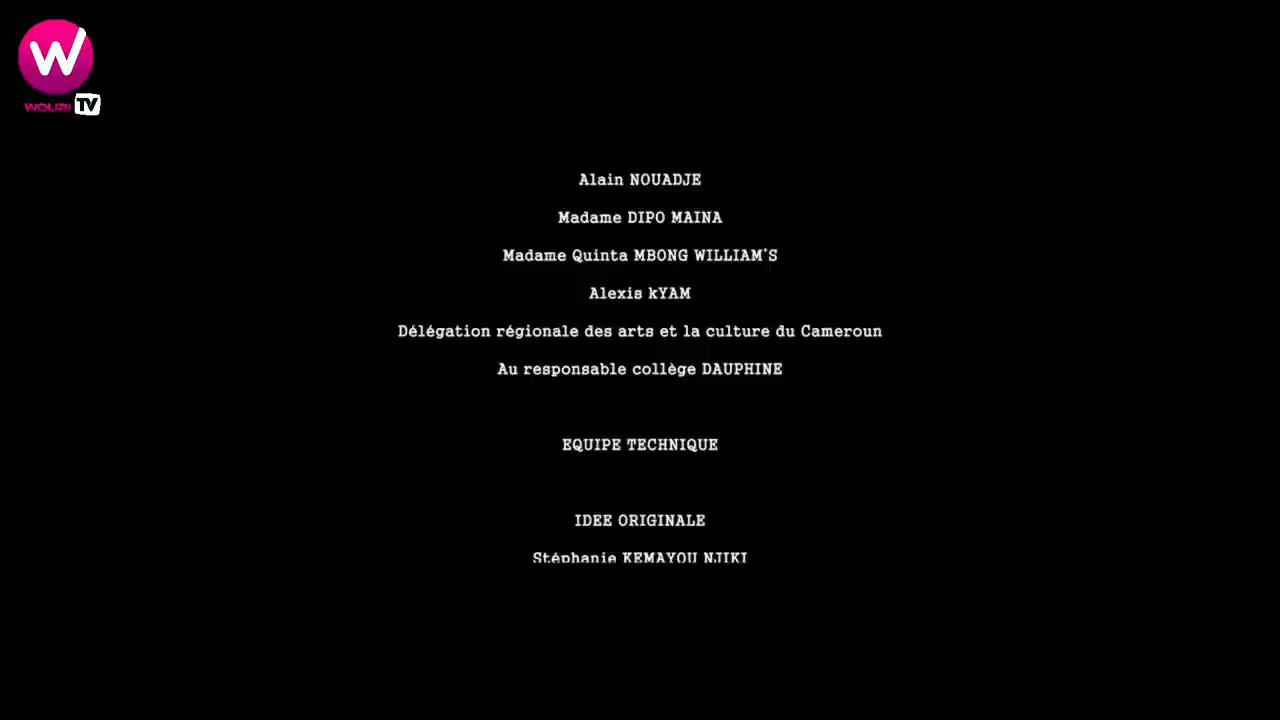 W
WOURI TV
Alain NOUADJE
Madame DIPO MAINA
Madame Quinta MBONG WILLIAM'S
Alexis kYAM
Délégation régionale des arts et la culture du Cameroun
Au responsable collège DAUPHINE
EQUIPE TECHNIQUE
IDEE ORIGINALE
Stéphanie KEMAYOU NJIKI